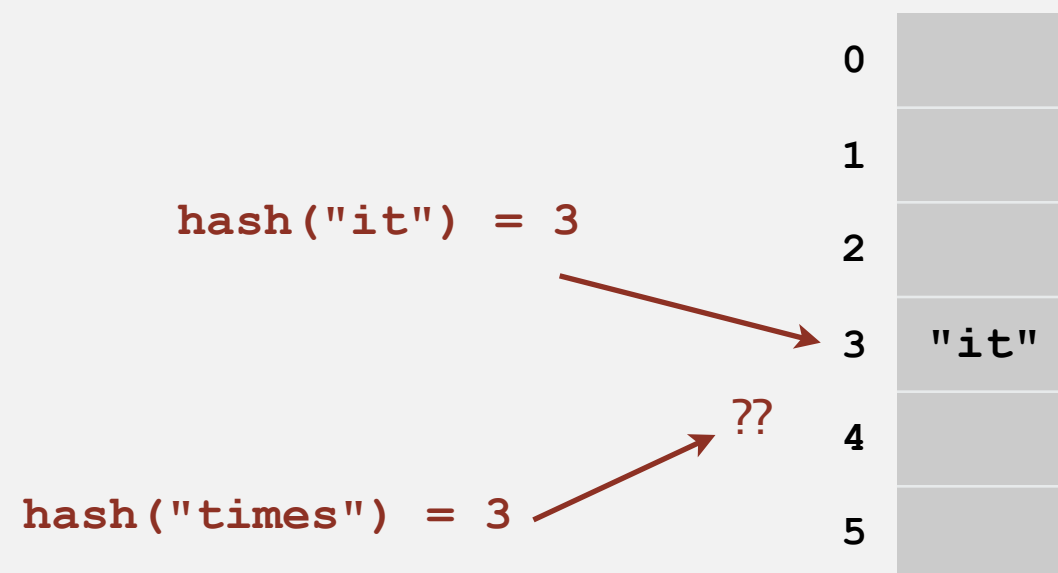 0
1
hash("it") = 3
2
3 "it"
??
4
hash("times") = 3
5